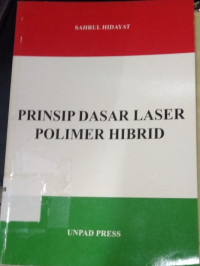 SAHRUL HIDAYAT
PRINSIP DASAR LASER
POLIMER HIBRID
UNPAD PRESS